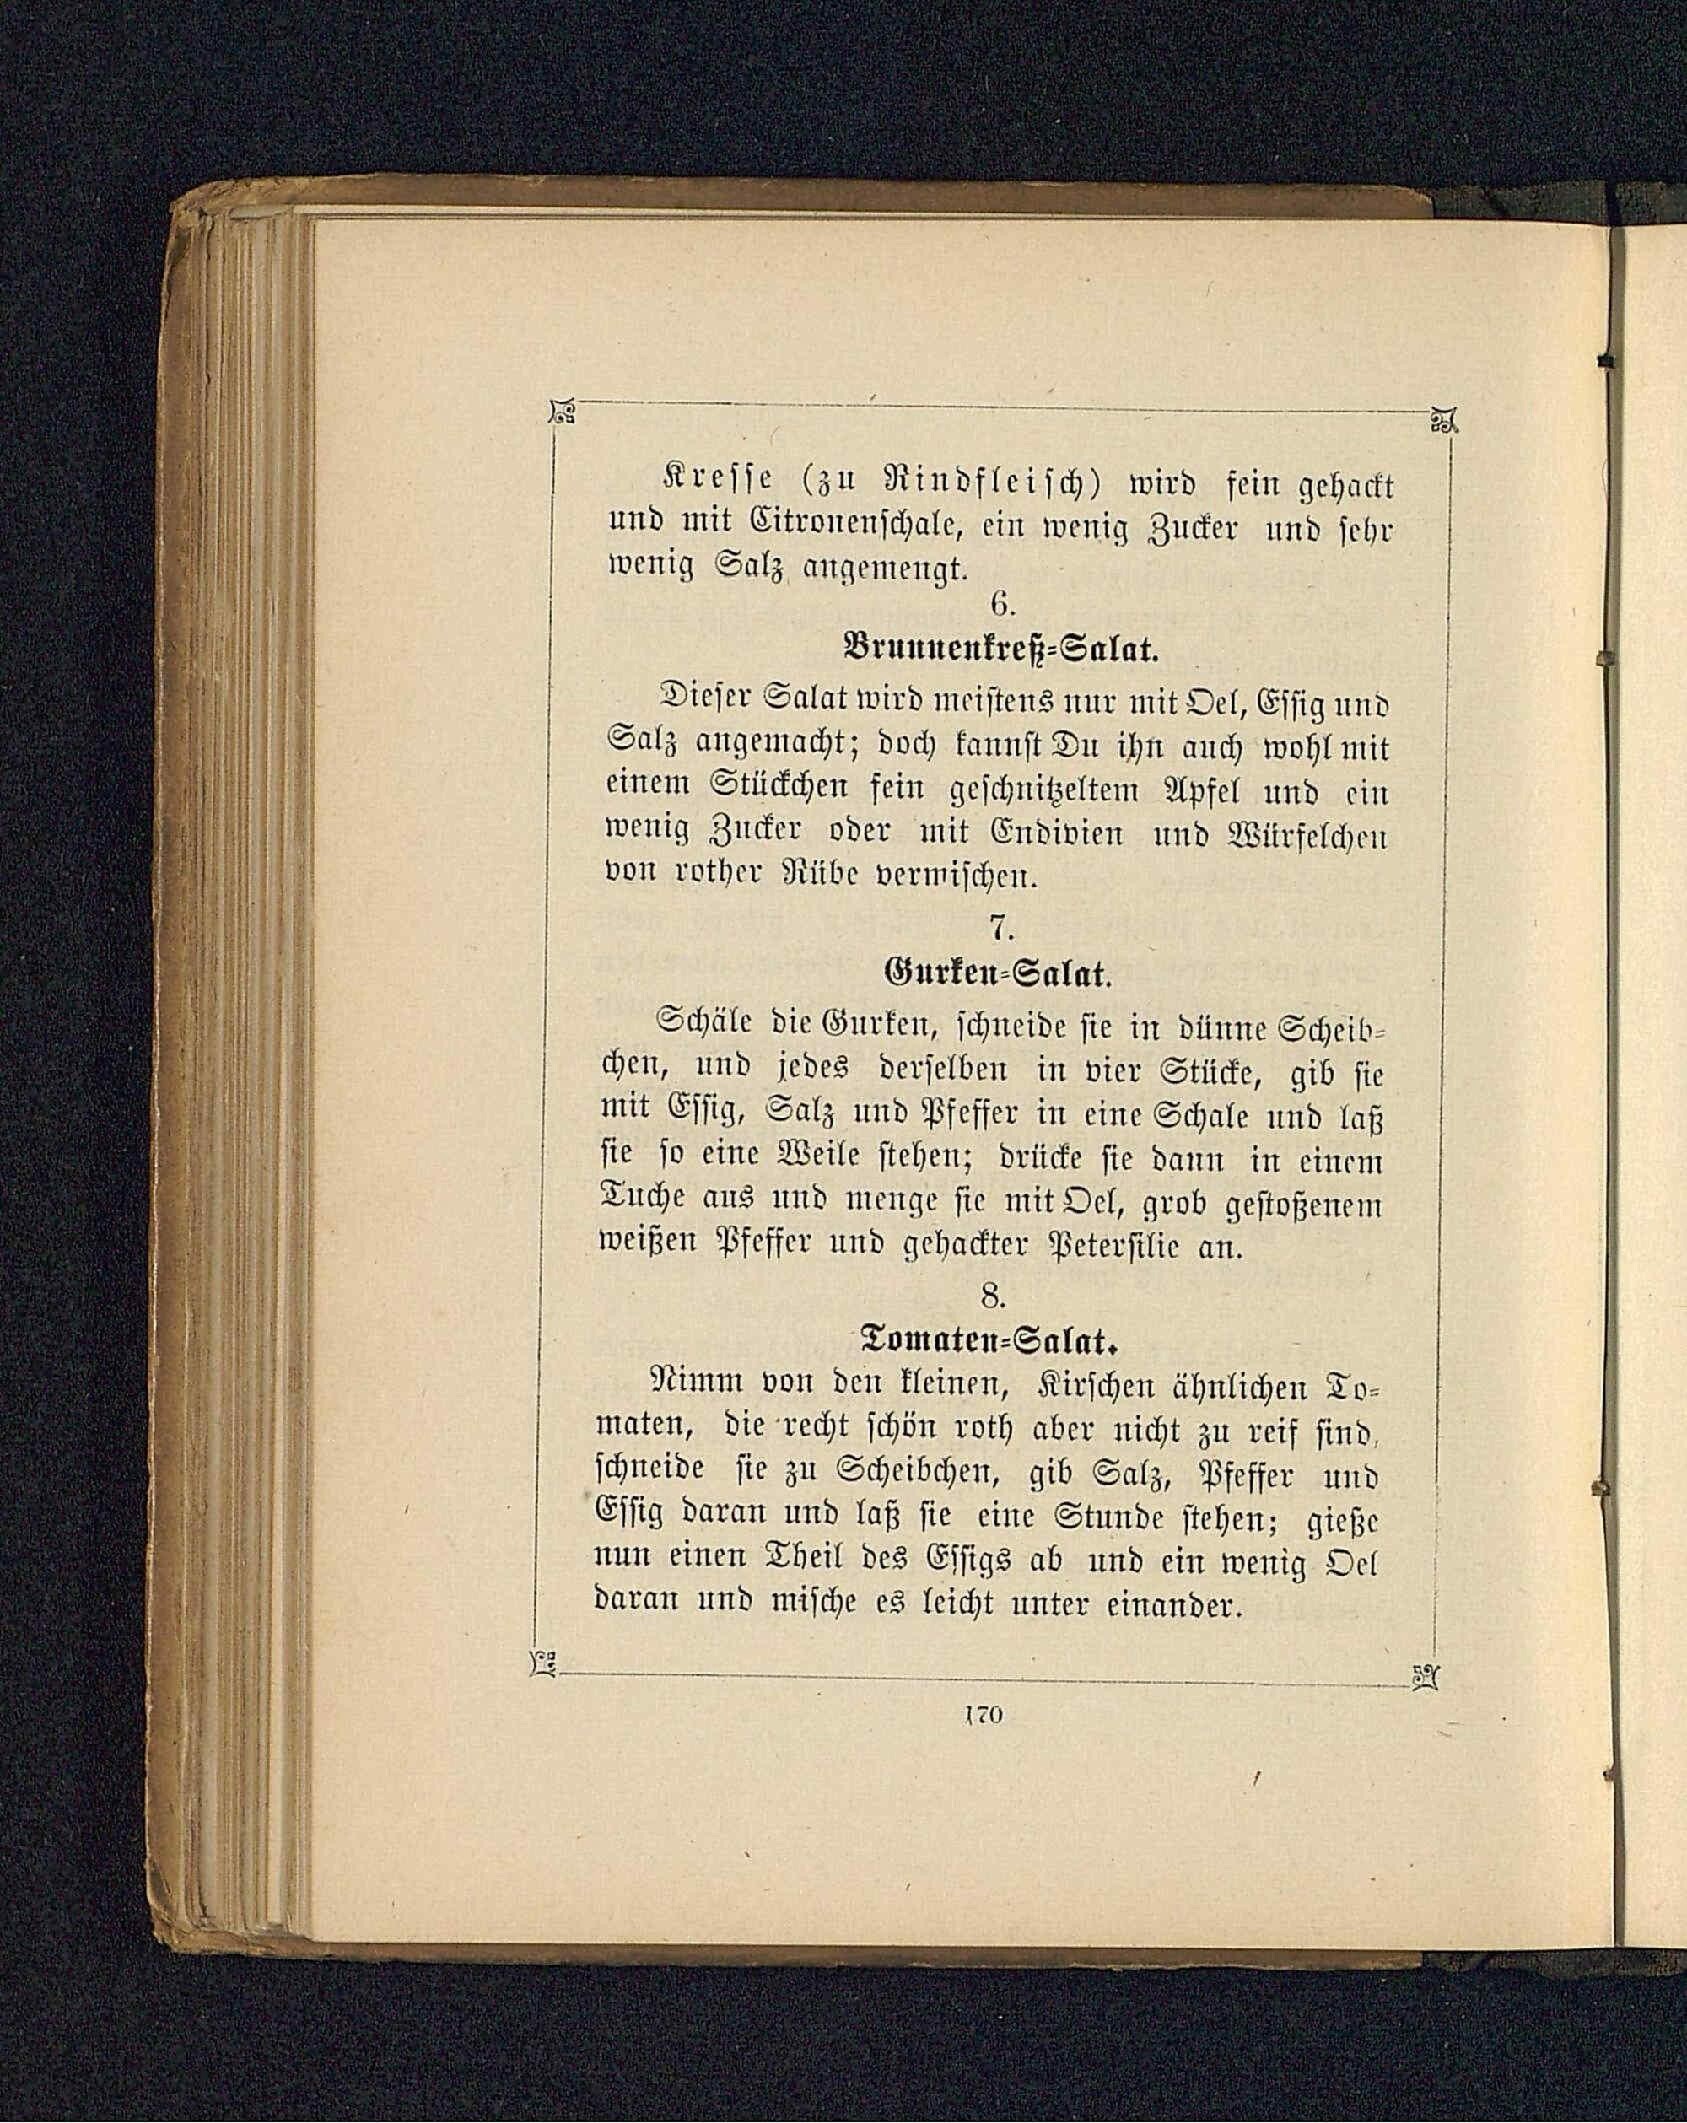 Kresse (zu Rindfleisch) wird fein gehackt
und mit Citronenschale, ein wenig Zucker und sehr
wenig Salz angemengt.
6.
Brunnenkreß-Salat.
Dieser Salat wird meistens nur mit Oel, Essig und
Salz angemacht; doch kannst Du ihn auch wohl mit
einem Stückchen fein geschnitzeltem Apfel und ein
wenig Zucker oder mit Endivien und Würfelchen
von rother Rübe vermischen.
7.
Gurken-Salat.
Schäle die Gurken, schneide sie in dünne Scheib-
chen, und jedes derselben in vier Stücke, gib sie
mit Essig, Salz und Pfeffer in eine Schale und laß
sie so eine Weile stehen; drücke sie dann in einem
Tuche aus und menge sie mit Oel, grob gestoßenem
weißen Pfeffer und gehackter Petersilie an.
8.
Tomaten-Salat.
Nimm von den kleinen, Kirschen ähnlichen To-
maten, die recht schön roth aber nicht zu reif sind,
schneide sie zu Scheibchen, gib Salz, Pfeffer und
Essig daran und laß sie eine Stunde stehen; gieße
nun einen Theil des Essigs ab und ein wenig Oel
daran und mische es leicht unter einander.
170